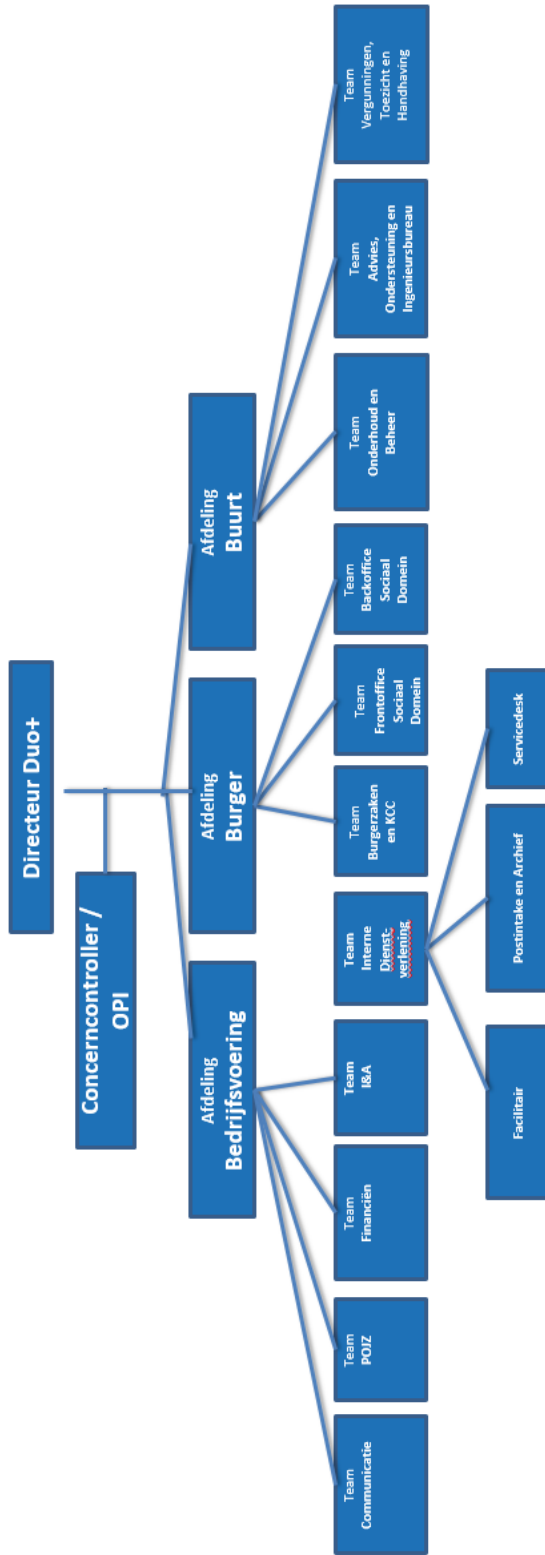 Directeur Duo+
Concerncontroller /
OPI
Afdeling
Bedrijfsvoering
Afdeling
Burger
Afdeling
Buurt
Team
Communicatie
Team
POJZ
Team
Financiën
Team
I&A
Team
Interne
Dienst-
verlening
Team
Burgerzaken
en KCC
Team
Frontoffice
Sociaal
Domein
Team
Backoffice
Sociaal
Domein
Team
Onderhoud en
Beheer
Team
Advies,
Ondersteuning en
Ingenieursbureau
Team
Vergunningen,
Toezicht en
Handhaving
Facilitair
Postintake en Archief
Servicedesk